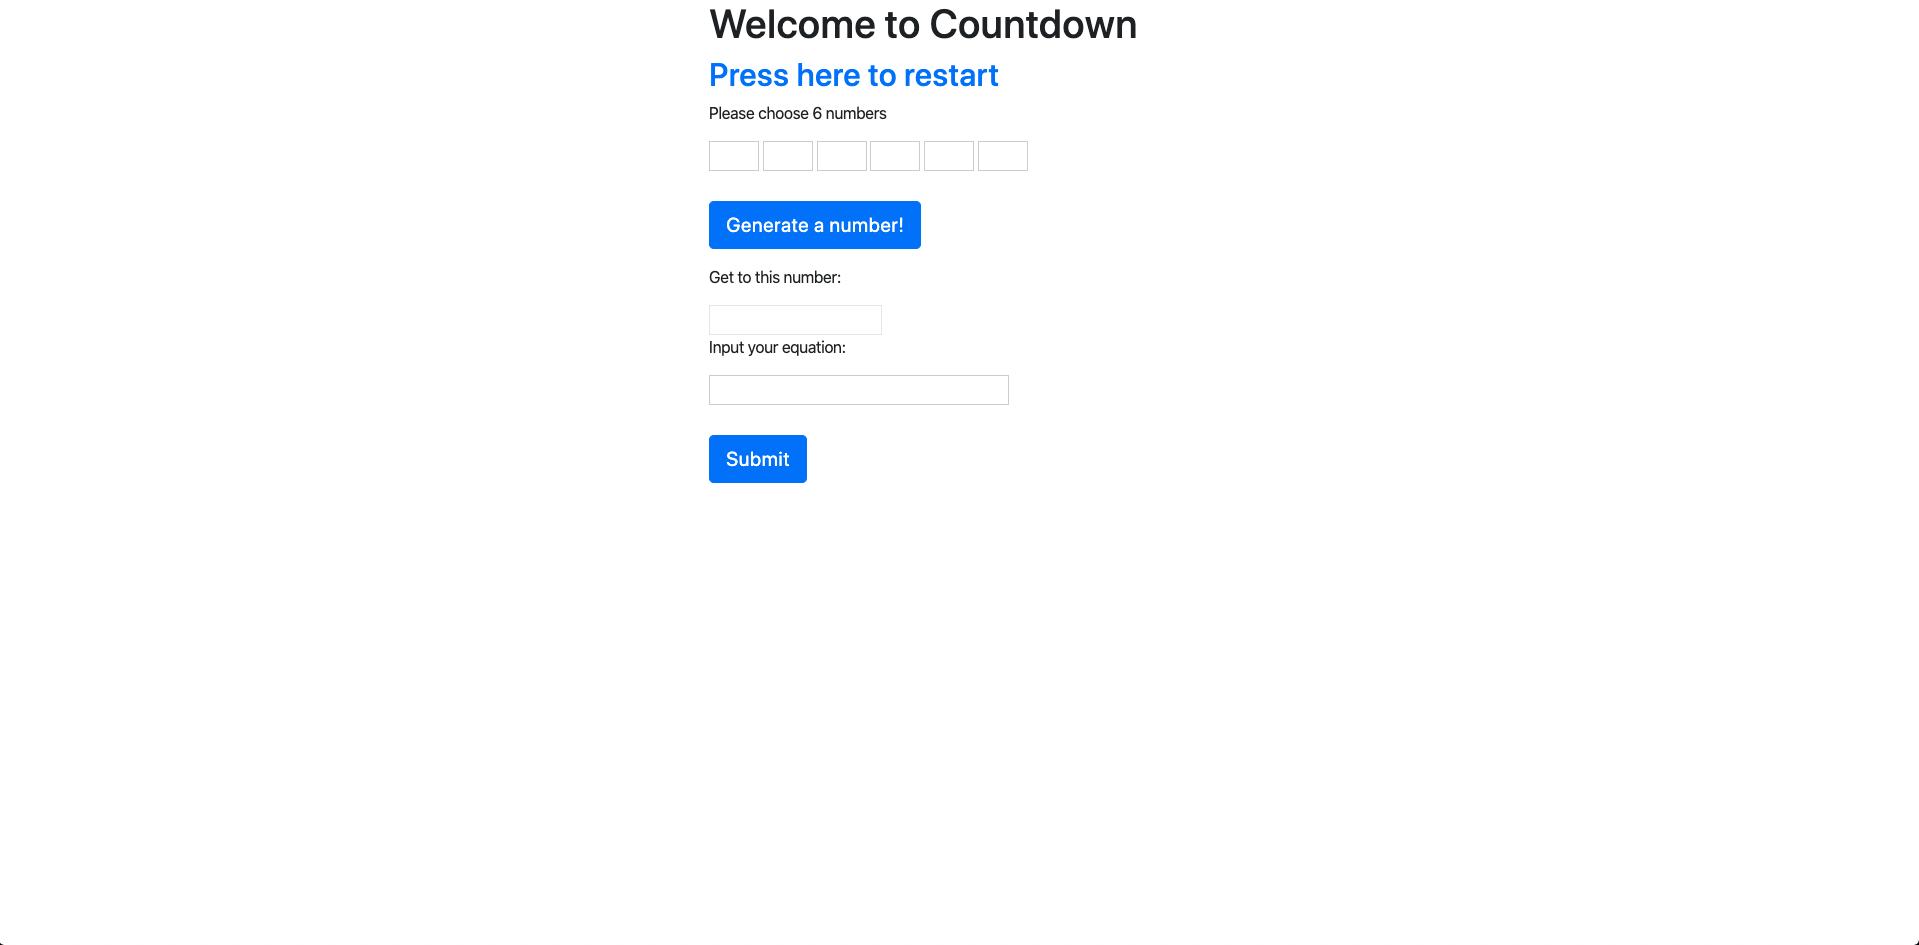 Welcome to Countdown
Press here to restart
Please choose 6 numbers
Generate a number!
Get to this number:
Input your equation:
Submit